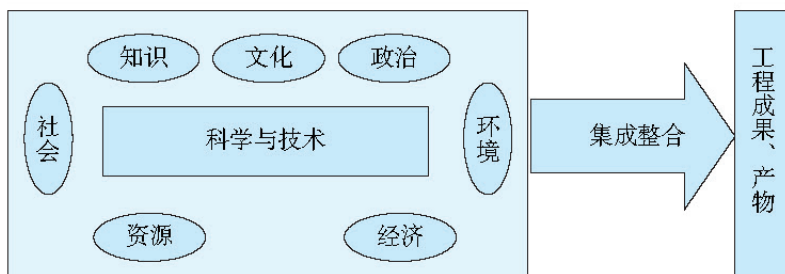 知识
文化
政治
社会
科学与技术
环境
资源
经济
集成整合
工程成果、产物